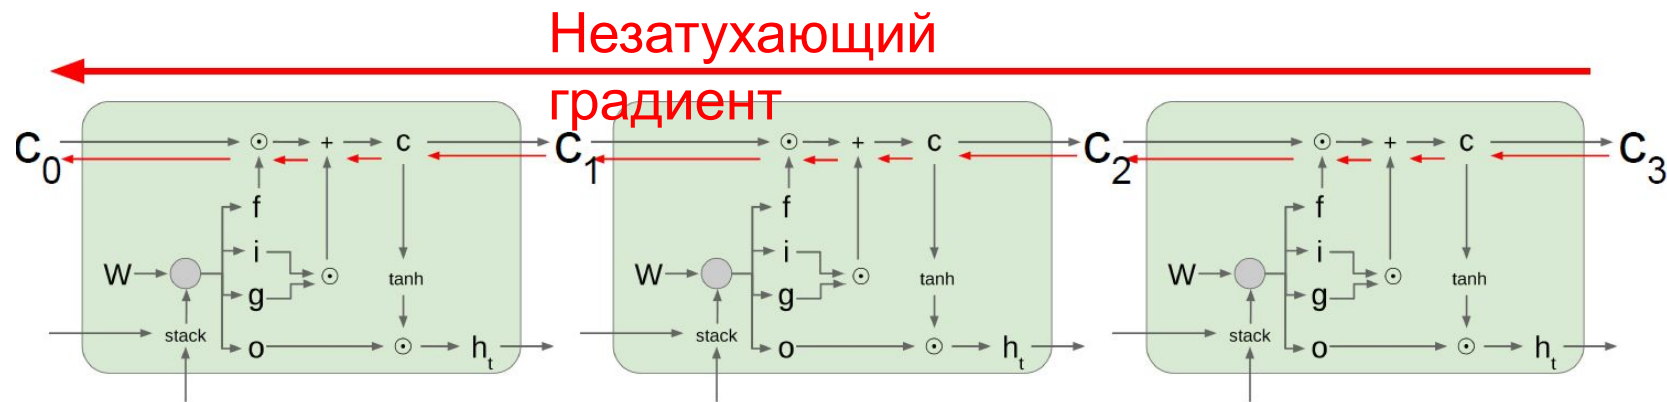 Незатухающий
градиент
C₀ ⊙ + c C₁ ⊙ + c C₂ ⊙ + c C₃
f f f
i i i
W ⊙ tanh W ⊙ tanh W ⊙ tanh
g g g
stack stack stack
o ⊙ hₜ o ⊙ hₜ o ⊙ hₜ